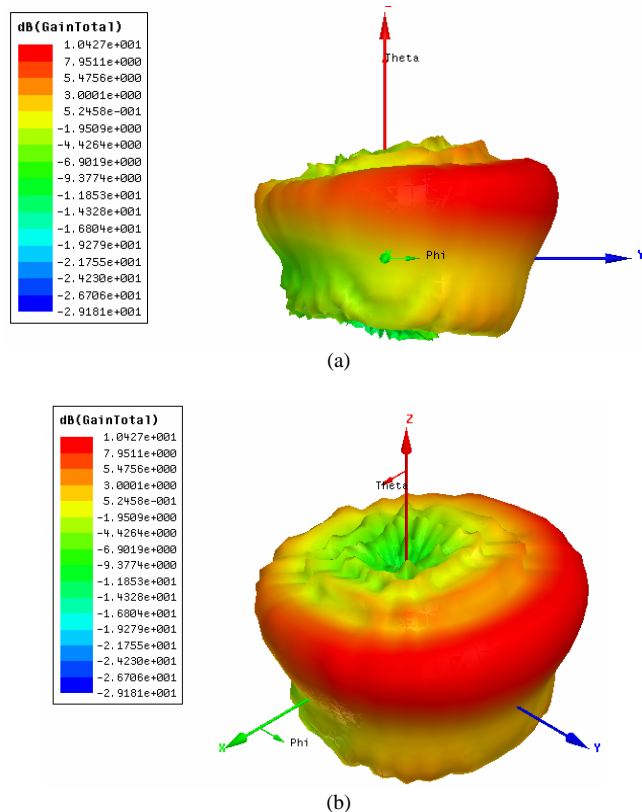 dB(GainTotal)
1.0427e+001
7.9511e+000
5.4756e+000
3.0001e+000
5.2458e-001
-1.9509e+000
-4.4264e+000
-6.9019e+000
-9.3774e+000
-1.1853e+001
-1.4328e+001
-1.6804e+001
-1.9279e+001
-2.1755e+001
-2.4230e+001
-2.6706e+001
-2.9181e+001
Theta
Phi
Y
(a)
dB(GainTotal)
1.0427e+001
7.9511e+000
5.4756e+000
3.0001e+000
5.2458e-001
-1.9509e+000
-4.4264e+000
-6.9019e+000
-9.3774e+000
-1.1853e+001
-1.4328e+001
-1.6804e+001
-1.9279e+001
-2.1755e+001
-2.4230e+001
-2.6706e+001
-2.9181e+001
Z
Theta
X
Phi
Y
(b)